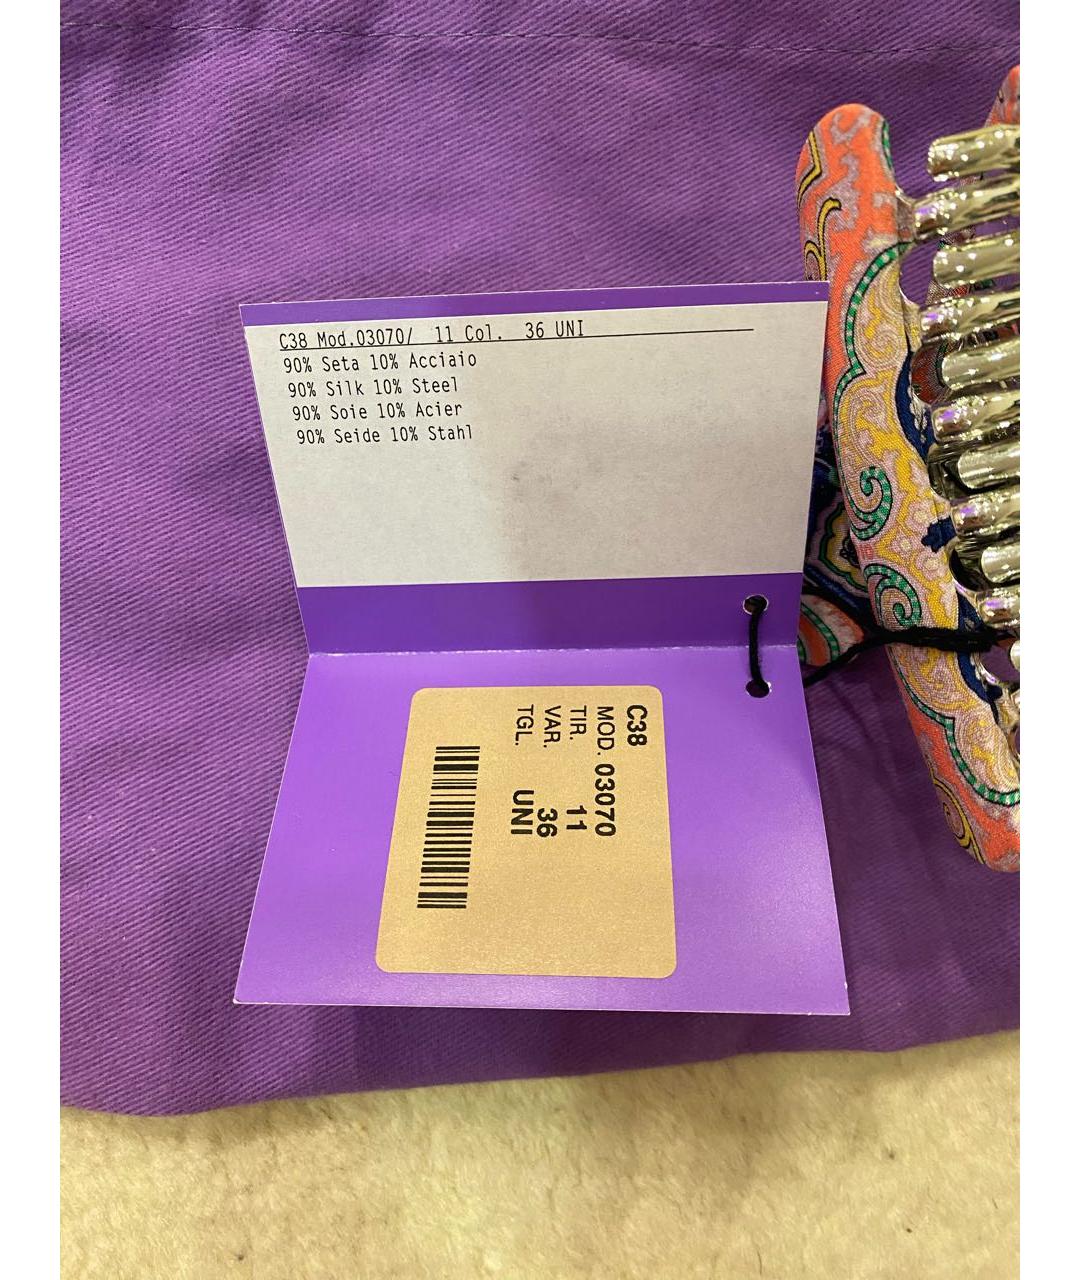 C38 Mod.03070/ 11 Col. 36 UNI
90% Seta 10% Acciaio
90% Silk 10% Steel
90% Soie 10% Acier
90% Seide 10% Stahl
C38
MOD. 03070
TIR. 11
VAR. 36
TGL. UNI